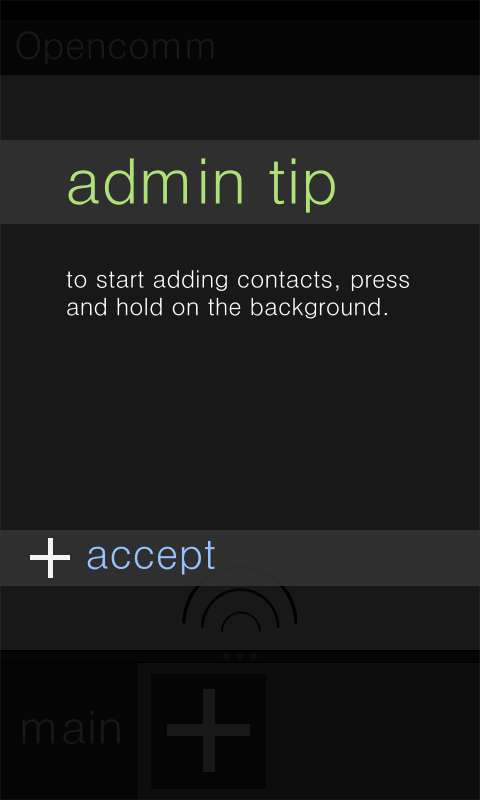 Opencomm
admin tip
to start adding contacts, press
and hold on the background.
accept
main